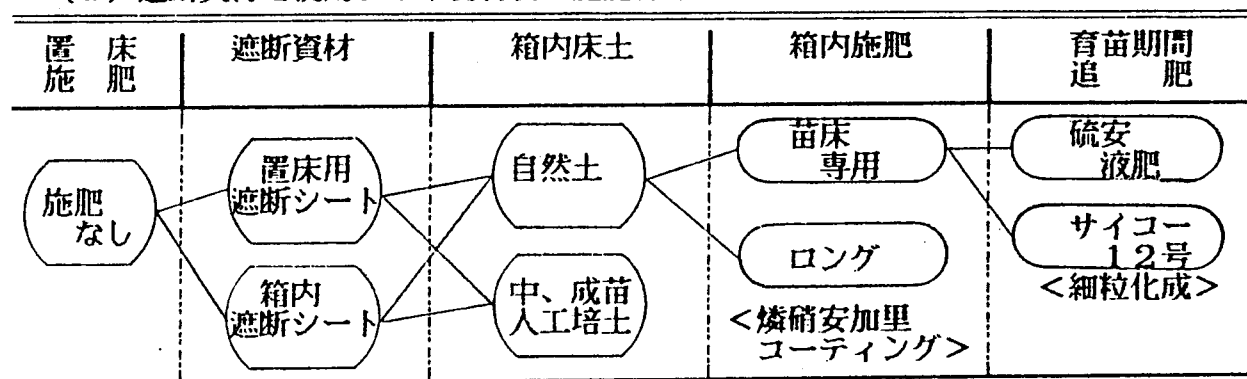 置床 遮断資材 箱内床土 箱内施肥 育苗期間
施肥 追肥
施肥
なし
置床用
遮断シート
箱内
遮断シート
自然土
中、成苗
人工培土
苗床
専用
ロング
<燐硝安加里
コーティング>
硫安
液肥
サイコー
12号
<細粒化成>